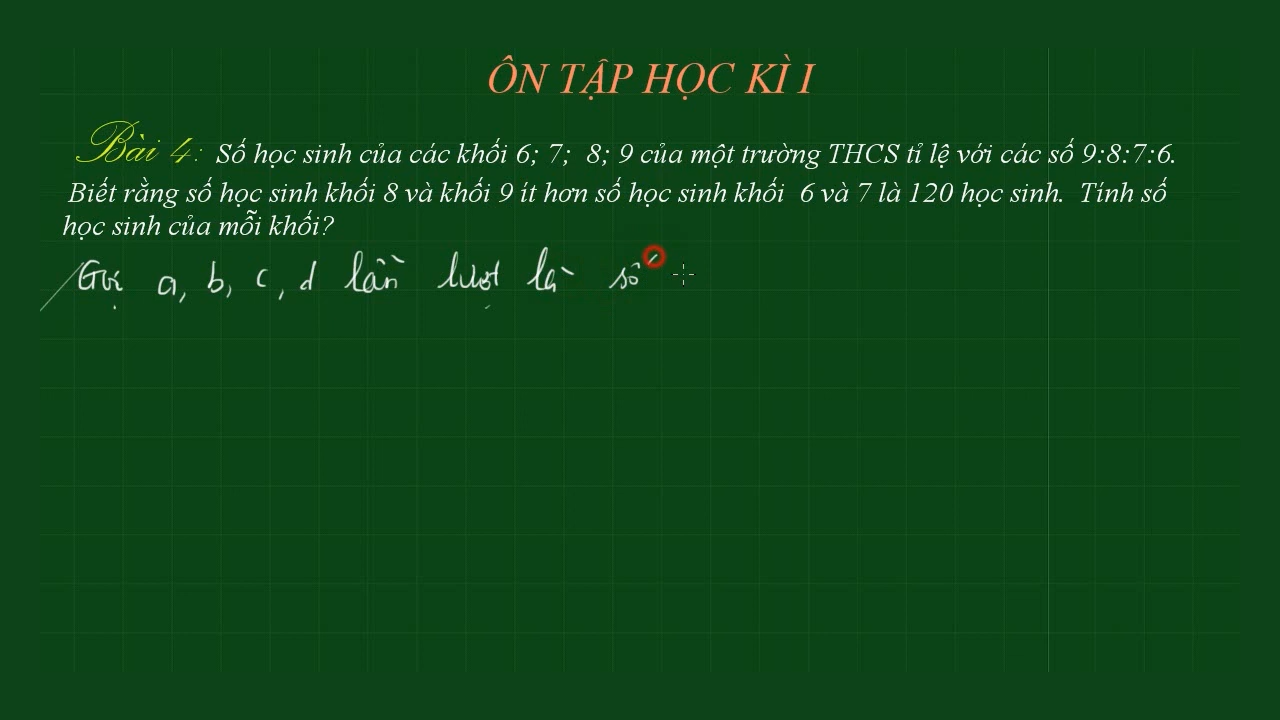 ÔN TẬP HỌC KÌ I
Bài 4: Số học sinh của các khối 6; 7; 8; 9 của một trường THCS tỉ lệ với các số 9:8:7:6.
Biết rằng số học sinh khối 8 và khối 9 ít hơn số học sinh khối 6 và 7 là 120 học sinh. Tính số
học sinh của mỗi khối?
Gọi a, b, c, d lần lượt là số